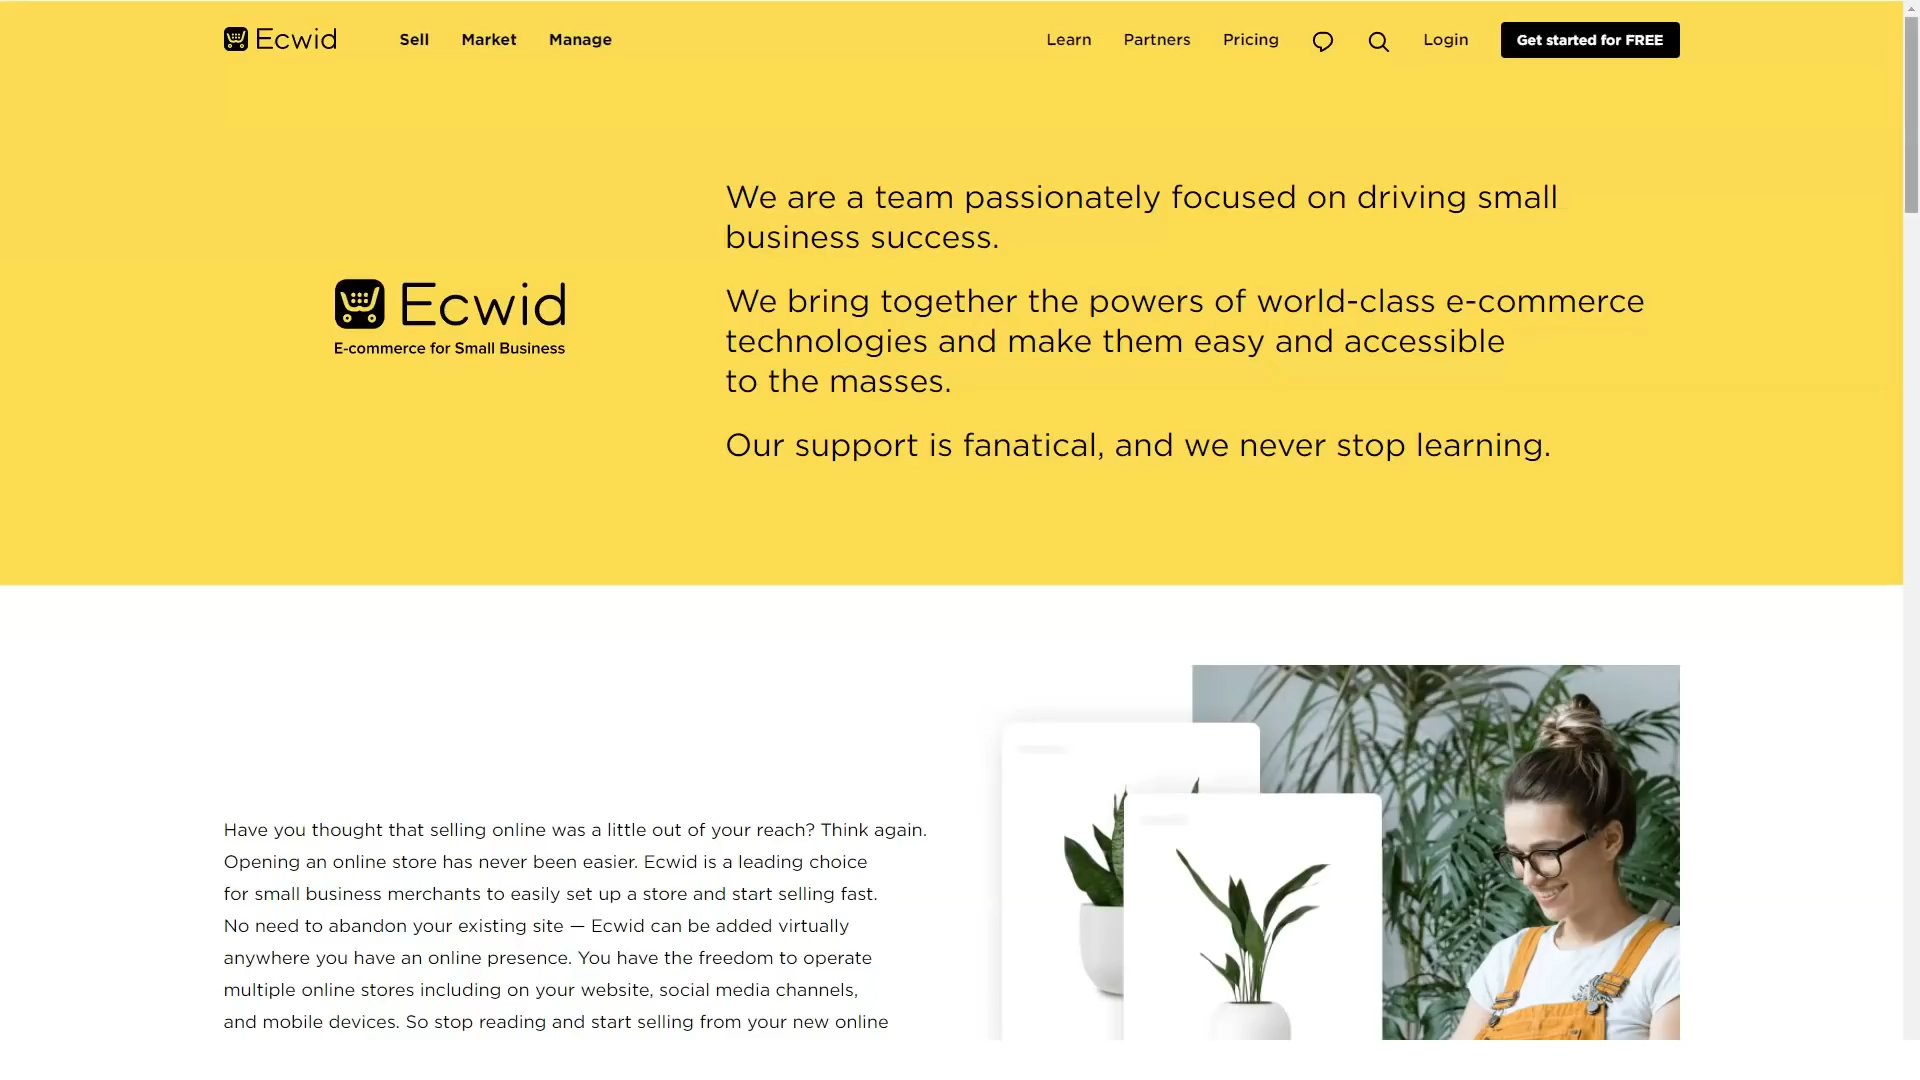 Ecwid
Sell
Market
Manage
Learn
Partners
Pricing
Login
Get started for FREE
Ecwid
E-commerce for Small Business
We are a team passionately focused on driving small
business success.
We bring together the powers of world-class e-commerce
technologies and make them easy and accessible
to the masses.
Our support is fanatical, and we never stop learning.
Have you thought that selling online was a little out of your reach? Think again.
Opening an online store has never been easier. Ecwid is a leading choice
for small business merchants to easily set up a store and start selling fast.
No need to abandon your existing site — Ecwid can be added virtually
anywhere you have an online presence. You have the freedom to operate
multiple online stores including on your website, social media channels,
and mobile devices. So stop reading and start selling from your new online